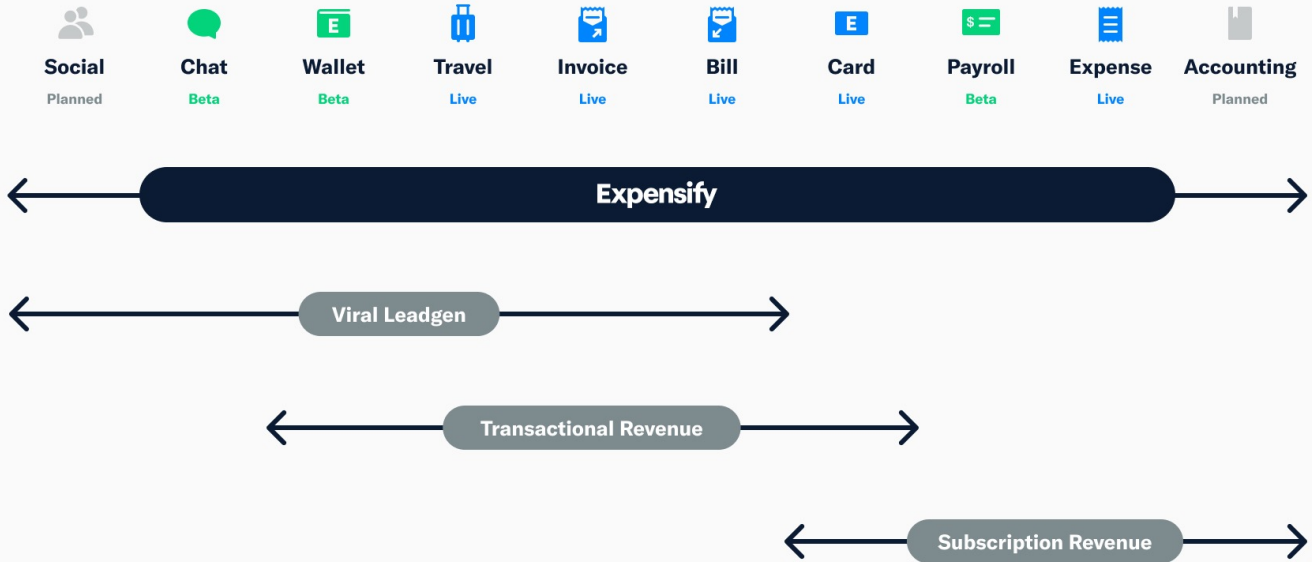 Social Chat Wallet Travel Invoice Bill Card Payroll Expense Accounting
Planned Beta Beta Live Live Live Live Beta Live Planned
Expensify
Viral Leadgen
Transactional Revenue
Subscription Revenue